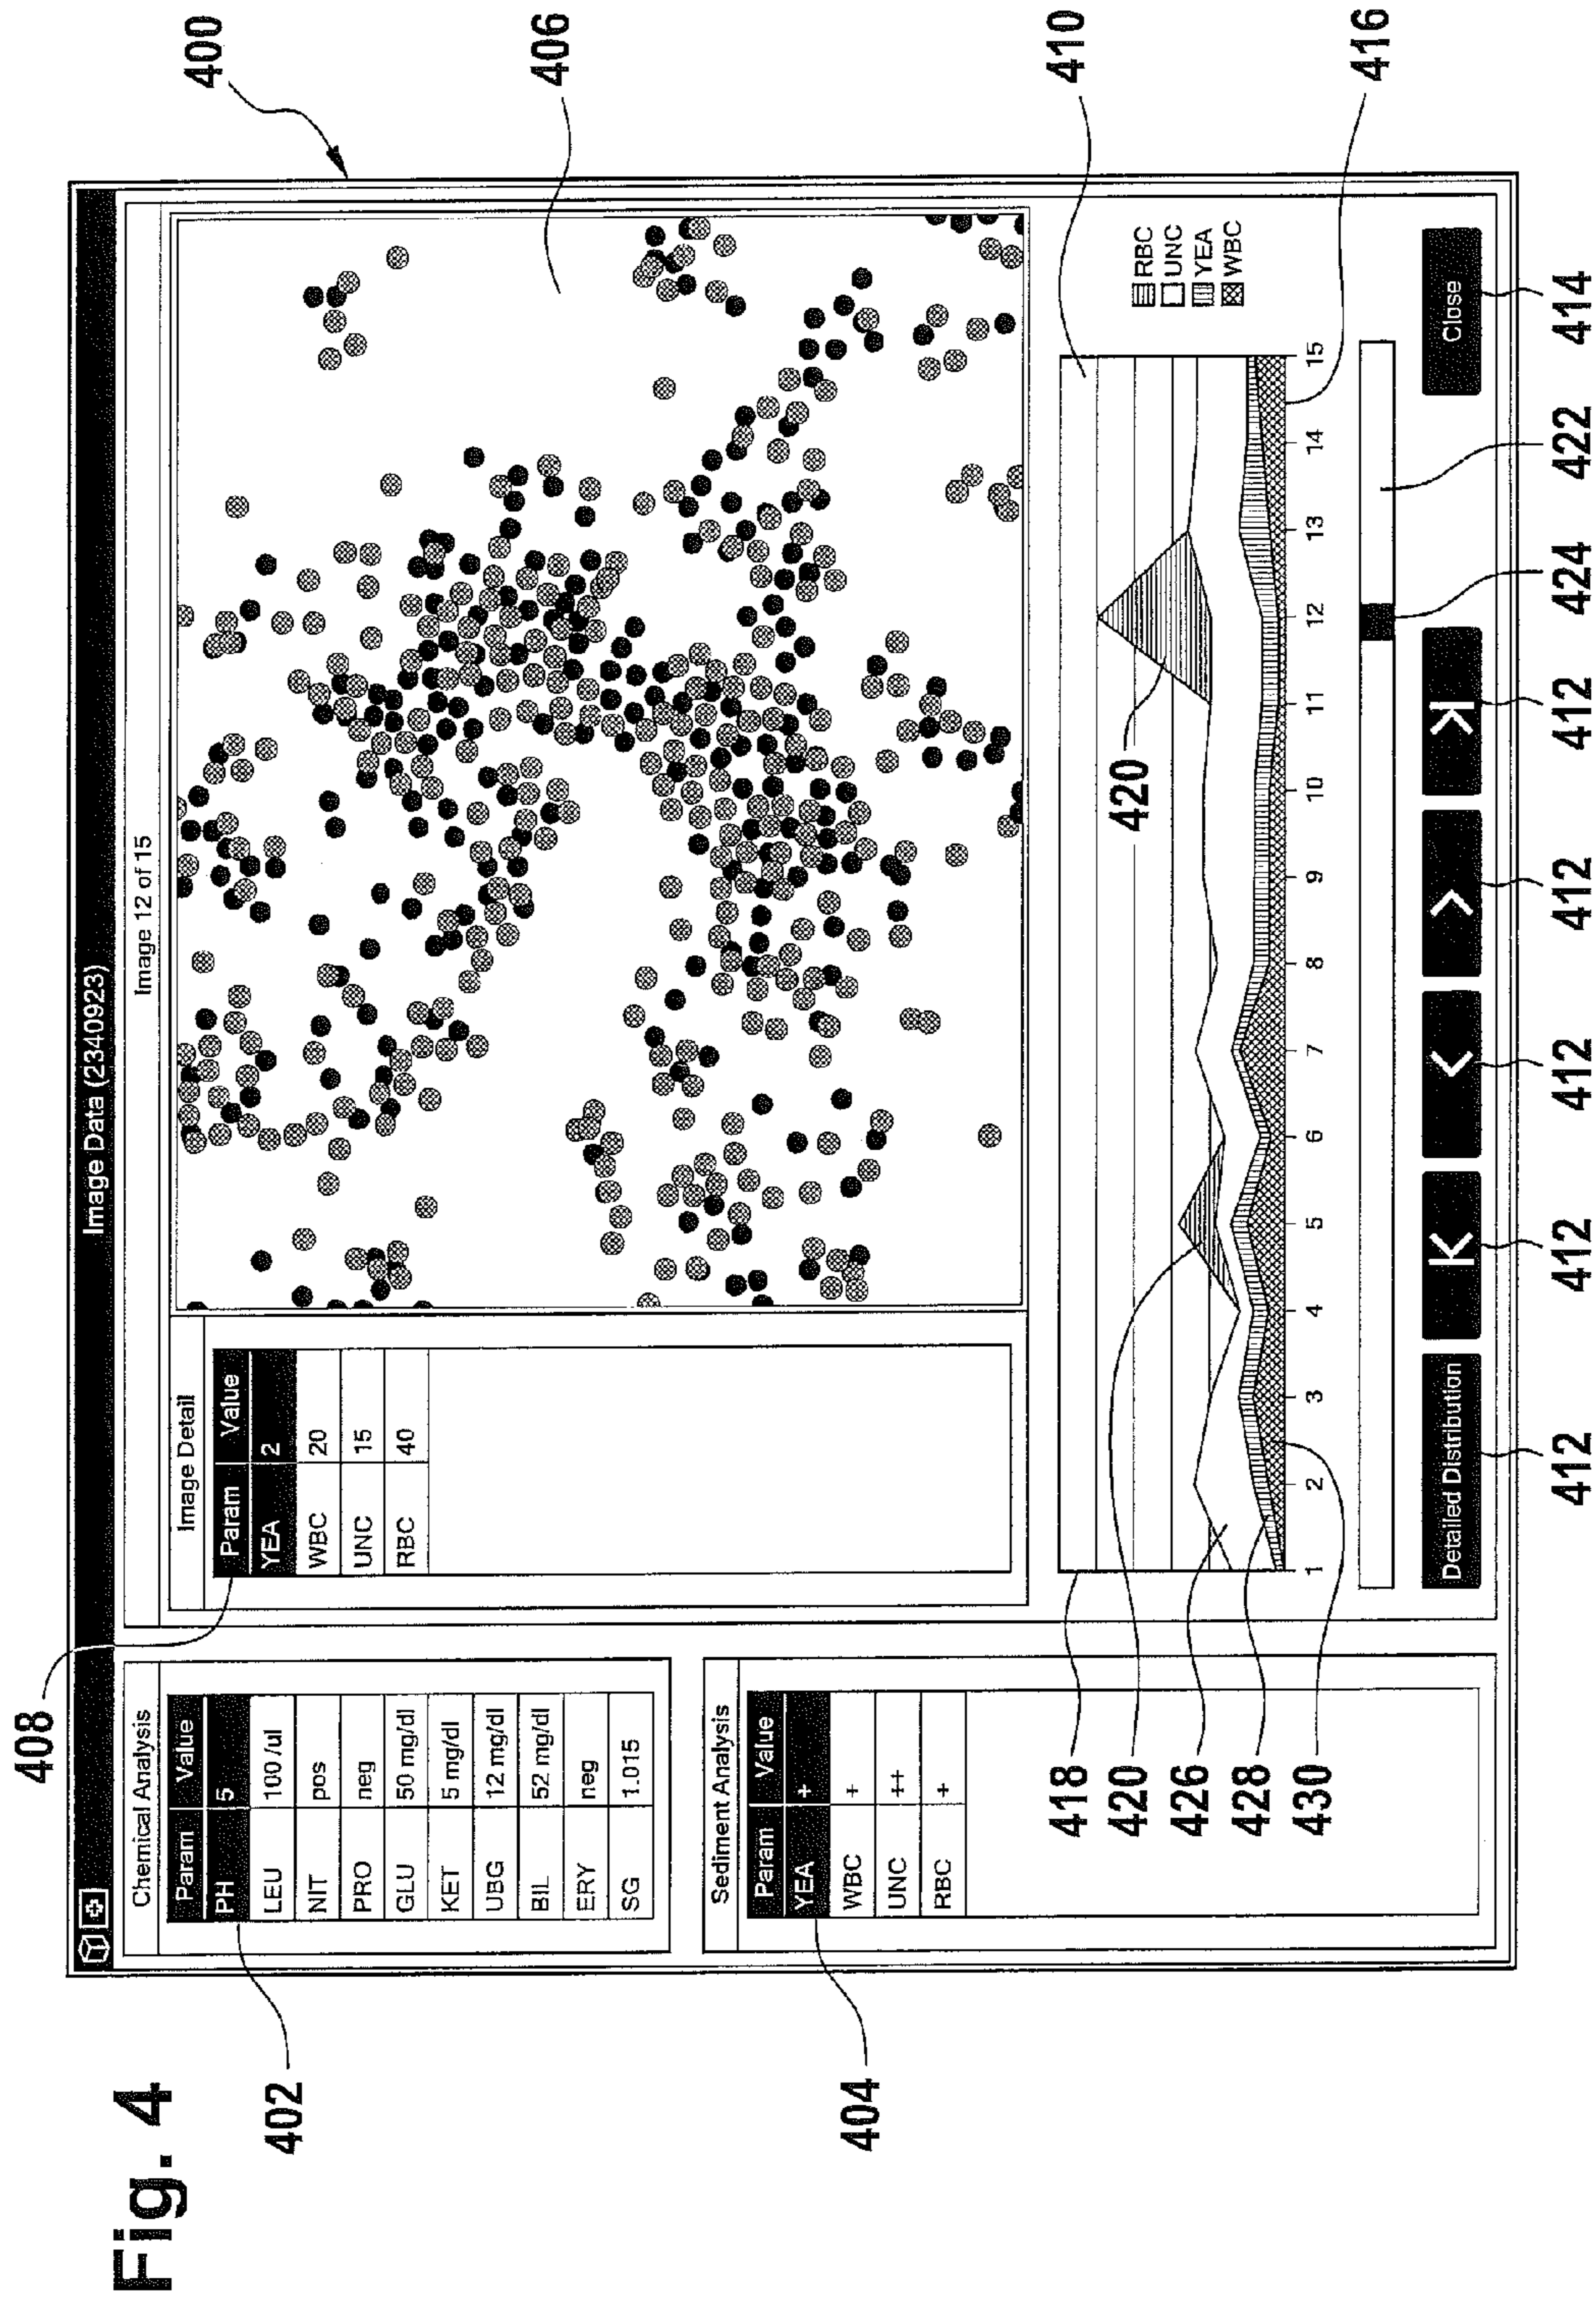 Fig. 4
400
Image Data (2340923)
408
402
Chemical Analysis
Param Value
PH 5
LEU 100 /ul
NIT pos
PRO neg
GLU 50 mg/dl
KET 5 mg/dl
UBG 12 mg/dl
BIL 52 mg/dl
ERY neg
SG 1.015
404
Sediment Analysis
Param Value
YEA +
WBC +
UNC ++
RBC +
Image 12 of 15
406
Image Detail
Param Value
YEA 2
WBC 20
UNC 15
RBC 40
410
RBC
UNC
YEA
WBC
416
418
420
420
426
428
430
1 2 3 4 5 6 7 8 9 10 11 12 13 14 15
Detailed Distribution
K < > >|
Close
412 412 412 412 412 424 422 414